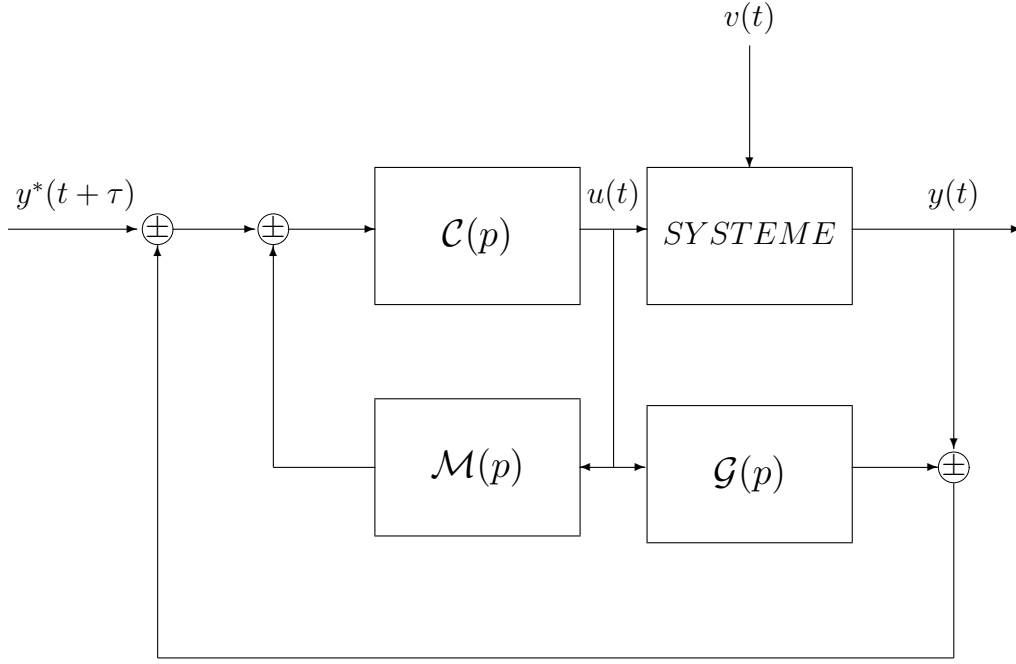 v(t)
y*(t + τ)
u(t)
y(t)
±
±
C(p)
SYSTEME
M(p)
G(p)
±